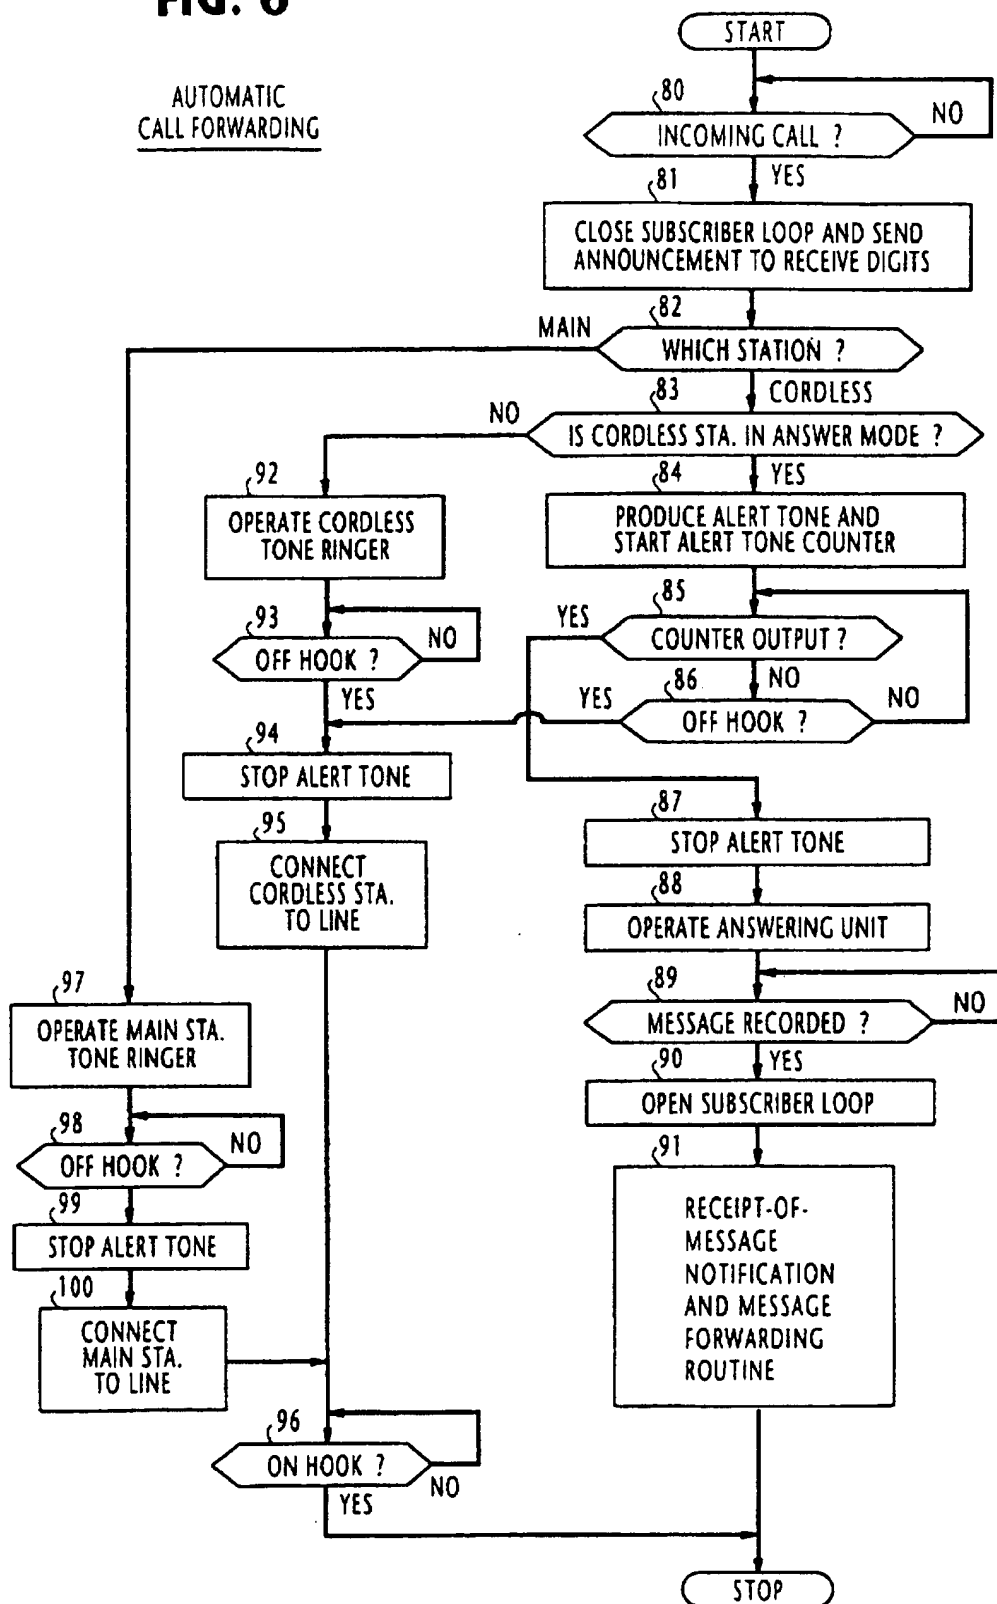 FIG. 6
AUTOMATIC
CALL FORWARDING
START
80
INCOMING CALL ?
NO
YES
81
CLOSE SUBSCRIBER LOOP AND SEND
ANNOUNCEMENT TO RECEIVE DIGITS
82
MAIN
WHICH STATION ?
CORDLESS
83
NO
IS CORDLESS STA. IN ANSWER MODE ?
YES
84
PRODUCE ALERT TONE AND
START ALERT TONE COUNTER
92
OPERATE CORDLESS
TONE RINGER
85
YES
COUNTER OUTPUT ?
NO
93
OFF HOOK ?
NO
YES
86
YES
OFF HOOK ?
NO
94
STOP ALERT TONE
95
CONNECT
CORDLESS STA.
TO LINE
87
STOP ALERT TONE
88
OPERATE ANSWERING UNIT
89
MESSAGE RECORDED ?
NO
YES
90
OPEN SUBSCRIBER LOOP
91
RECEIPT-OF-
MESSAGE
NOTIFICATION
AND MESSAGE
FORWARDING
ROUTINE
97
OPERATE MAIN STA.
TONE RINGER
98
OFF HOOK ?
NO
99
STOP ALERT TONE
100
CONNECT
MAIN STA.
TO LINE
96
ON HOOK ?
NO
YES
STOP